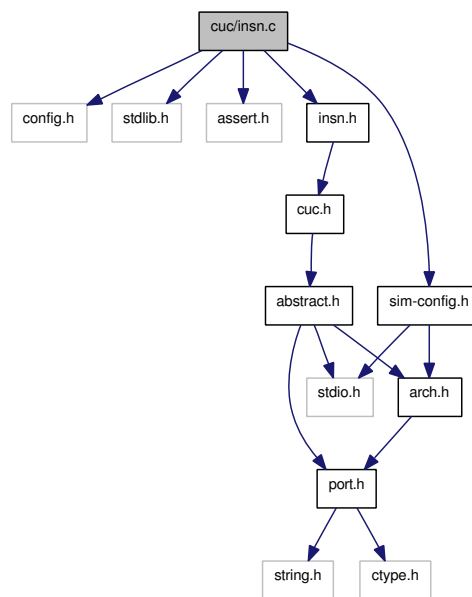 cuc/insn.c
config.h
stdlib.h
assert.h
insn.h
cuc.h
abstract.h
sim-config.h
stdio.h
arch.h
port.h
string.h
ctype.h